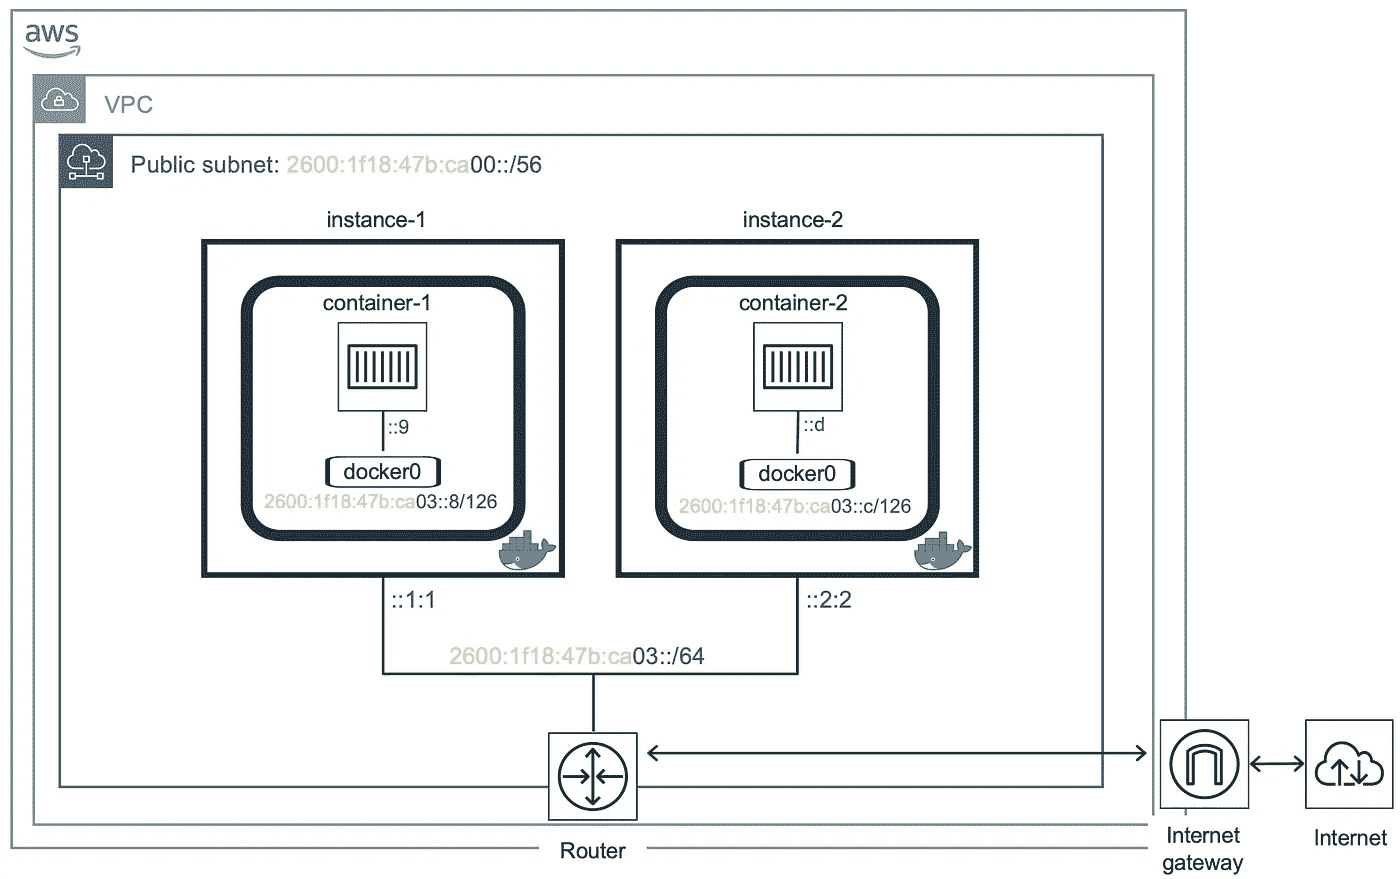 aws
VPC
Public subnet: 2600:1f18:47b:ca00::/56
instance-1
instance-2
container-1
container-2
::9
::d
docker0
docker0
2600:1f18:47b:ca03::8/126
2600:1f18:47b:ca03::c/126
::1:1
::2:2
2600:1f18:47b:ca03::/64
Router
Internet
gateway
Internet